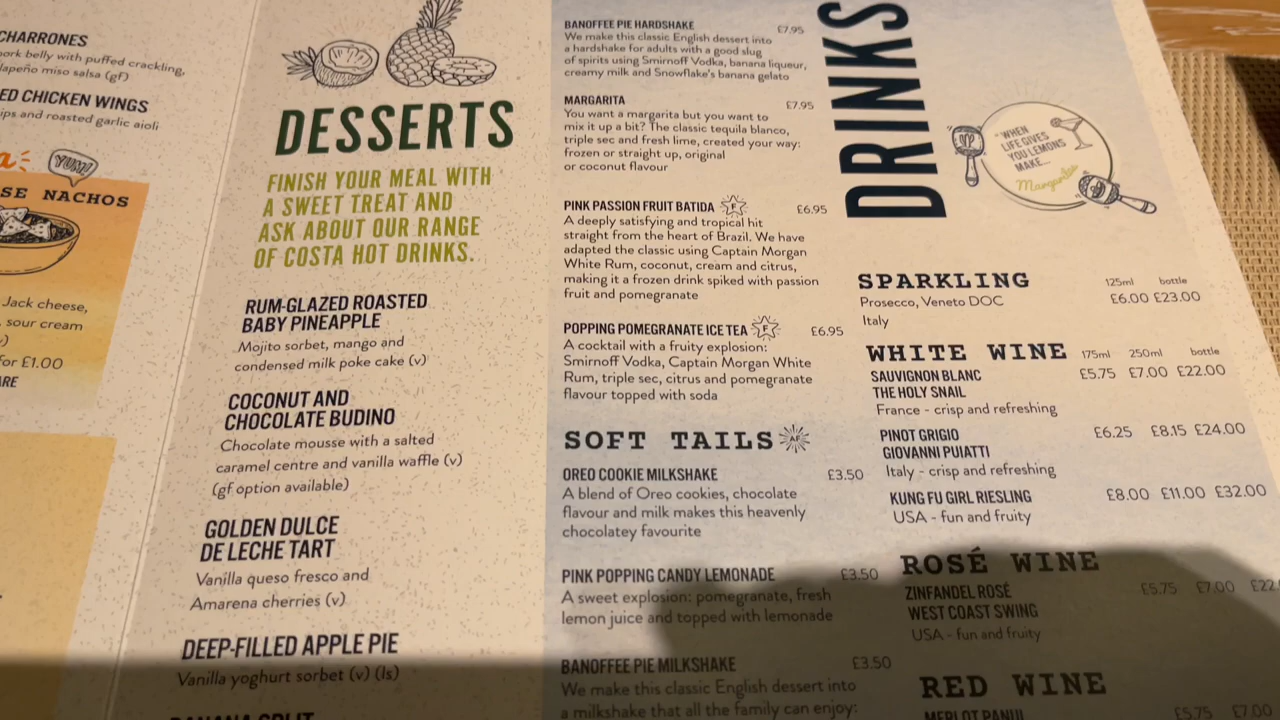 CHARRONES
pork belly with puffed crackling,
jalapeño miso salsa (gf)
ED CHICKEN WINGS
ips and roasted garlic aioli
YUM!
SE NACHOS
Jack cheese,
sour cream
for £1.00
ARE
DESSERTS
FINISH YOUR MEAL WITH
A SWEET TREAT AND
ASK ABOUT OUR RANGE
OF COSTA HOT DRINKS.
RUM-GLAZED ROASTED
BABY PINEAPPLE
Mojito sorbet, mango and
condensed milk poke cake (v)
COCONUT AND
CHOCOLATE BUDINO
Chocolate mousse with a salted
caramel centre and vanilla waffle (v)
(gf option available)
GOLDEN DULCE
DE LECHE TART
Vanilla queso fresco and
Amarena cherries (v)
DEEP-FILLED APPLE PIE
Vanilla yoghurt sorbet (v) (ls)
BANANA SPLIT
BANOFFEE PIE HARDSHAKE £7.95
We make this classic English dessert into
a hardshake for adults with a good slug
of spirits using Smirnoff Vodka, banana liqueur,
creamy milk and Snowflake's banana gelato
MARGARITA £7.95
You want a margarita but you want to
mix it up a bit? The classic tequila blanco,
triple sec and fresh lime, created your way:
frozen or straight up, original
or coconut flavour
PINK PASSION FRUIT BATIDA F £6.95
A deeply satisfying and tropical hit
straight from the heart of Brazil. We have
adapted the classic using Captain Morgan
White Rum, coconut, cream and citrus,
making it a frozen drink spiked with passion
fruit and pomegranate
POPPING POMEGRANATE ICE TEA F £6.95
A cocktail with a fruity explosion:
Smirnoff Vodka, Captain Morgan White
Rum, triple sec, citrus and pomegranate
flavour topped with soda
SOFT TAILS AF
OREO COOKIE MILKSHAKE £3.50
A blend of Oreo cookies, chocolate
flavour and milk makes this heavenly
chocolatey favourite
PINK POPPING CANDY LEMONADE £3.50
A sweet explosion: pomegranate, fresh
lemon juice and topped with lemonade
BANOFFEE PIE MILKSHAKE £3.50
We make this classic English dessert into
a milkshake that all the family can enjoy:
DRINKS
WHEN
LIFE GIVES
YOU LEMONS
MAKE...
Margaritas
SPARKLING 125ml bottle
Prosecco, Veneto DOC £6.00 £23.00
Italy
WHITE WINE 175ml 250ml bottle
SAUVIGNON BLANC £5.75 £7.00 £22.00
THE HOLY SNAIL
France - crisp and refreshing
PINOT GRIGIO £6.25 £8.15 £24.00
GIOVANNI PUIATTI
Italy - crisp and refreshing
KUNG FU GIRL RIESLING £8.00 £11.00 £32.00
USA - fun and fruity
ROSÉ WINE
ZINFANDEL ROSÉ £5.75 £7.00 £22
WEST COAST SWING
USA - fun and fruity
RED WINE
MERLOT PANUL £5.75 £7.00